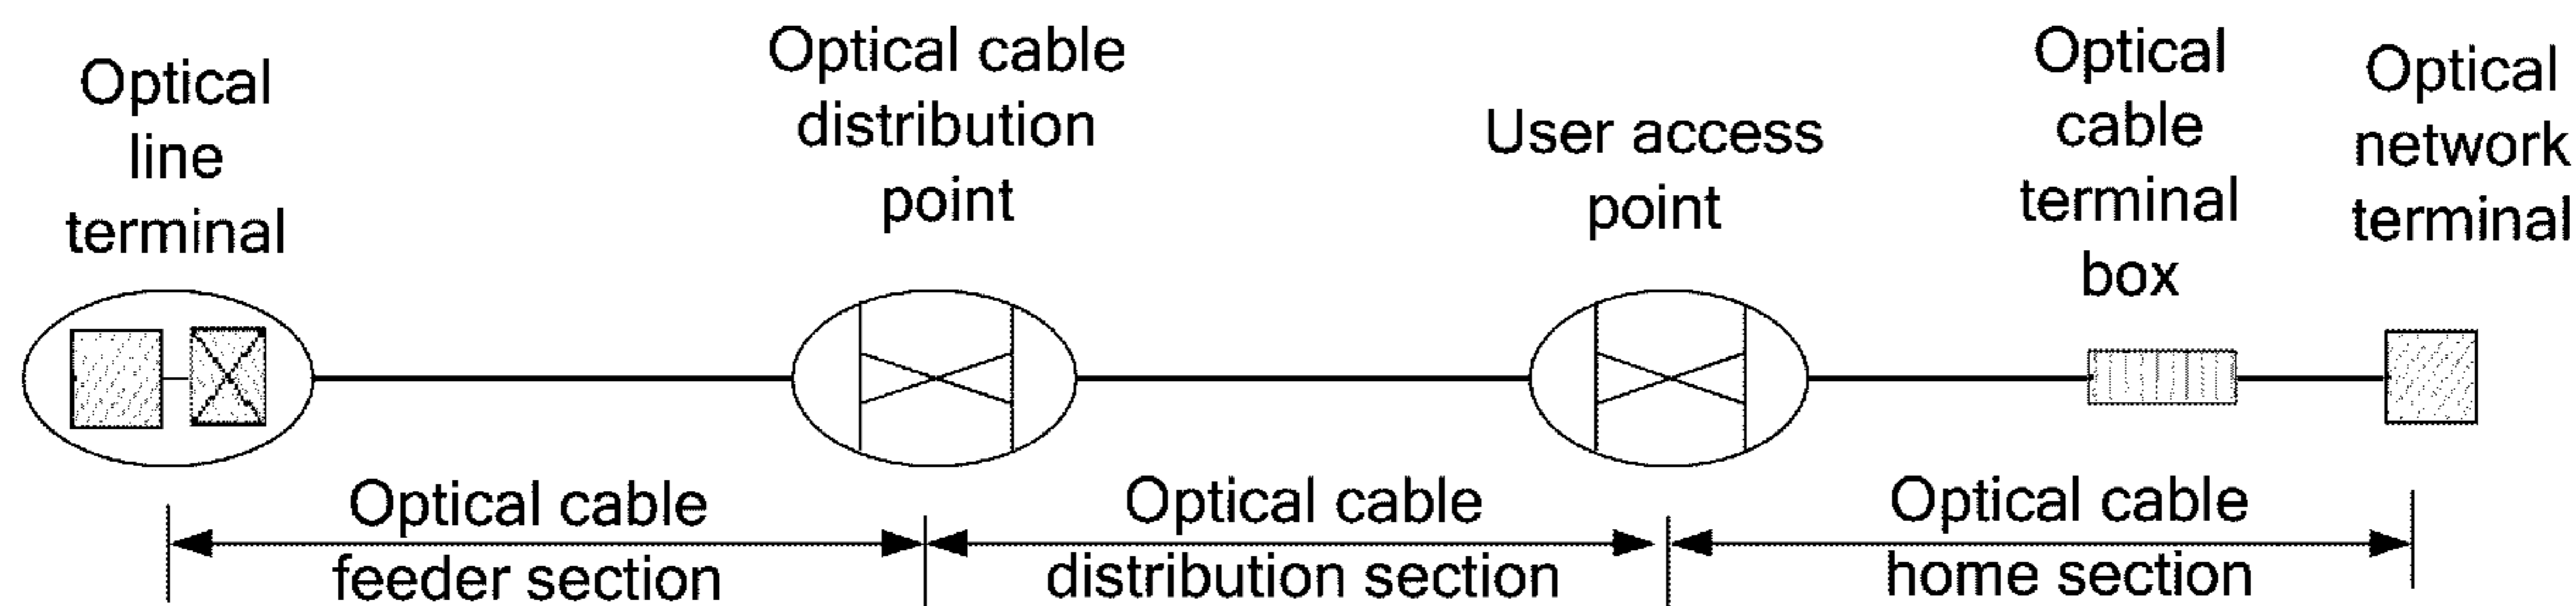 Optical
line
terminal
Optical cable
distribution
point
User access
point
Optical
cable
terminal
box
Optical
network
terminal
Optical cable
feeder section
Optical cable
distribution section
Optical cable
home section